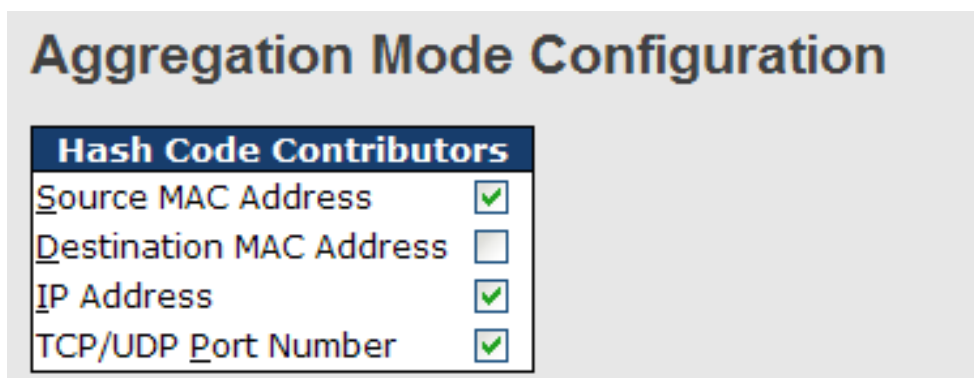 Aggregation Mode Configuration
Hash Code Contributors
Source MAC Address
Destination MAC Address
IP Address
TCP/UDP Port Number